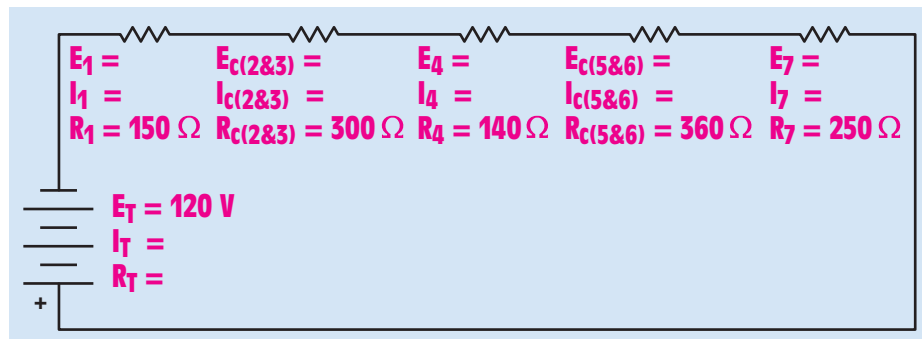 E1 = Ec(2&3) = E4 = Ec(5&6) = E7 =
I1 = Ic(2&3) = I4 = Ic(5&6) = I7 =
R1 = 150 Ω Rc(2&3) = 300 Ω R4 = 140 Ω Rc(5&6) = 360 Ω R7 = 250 Ω
ET = 120 V
IT =
RT =
+